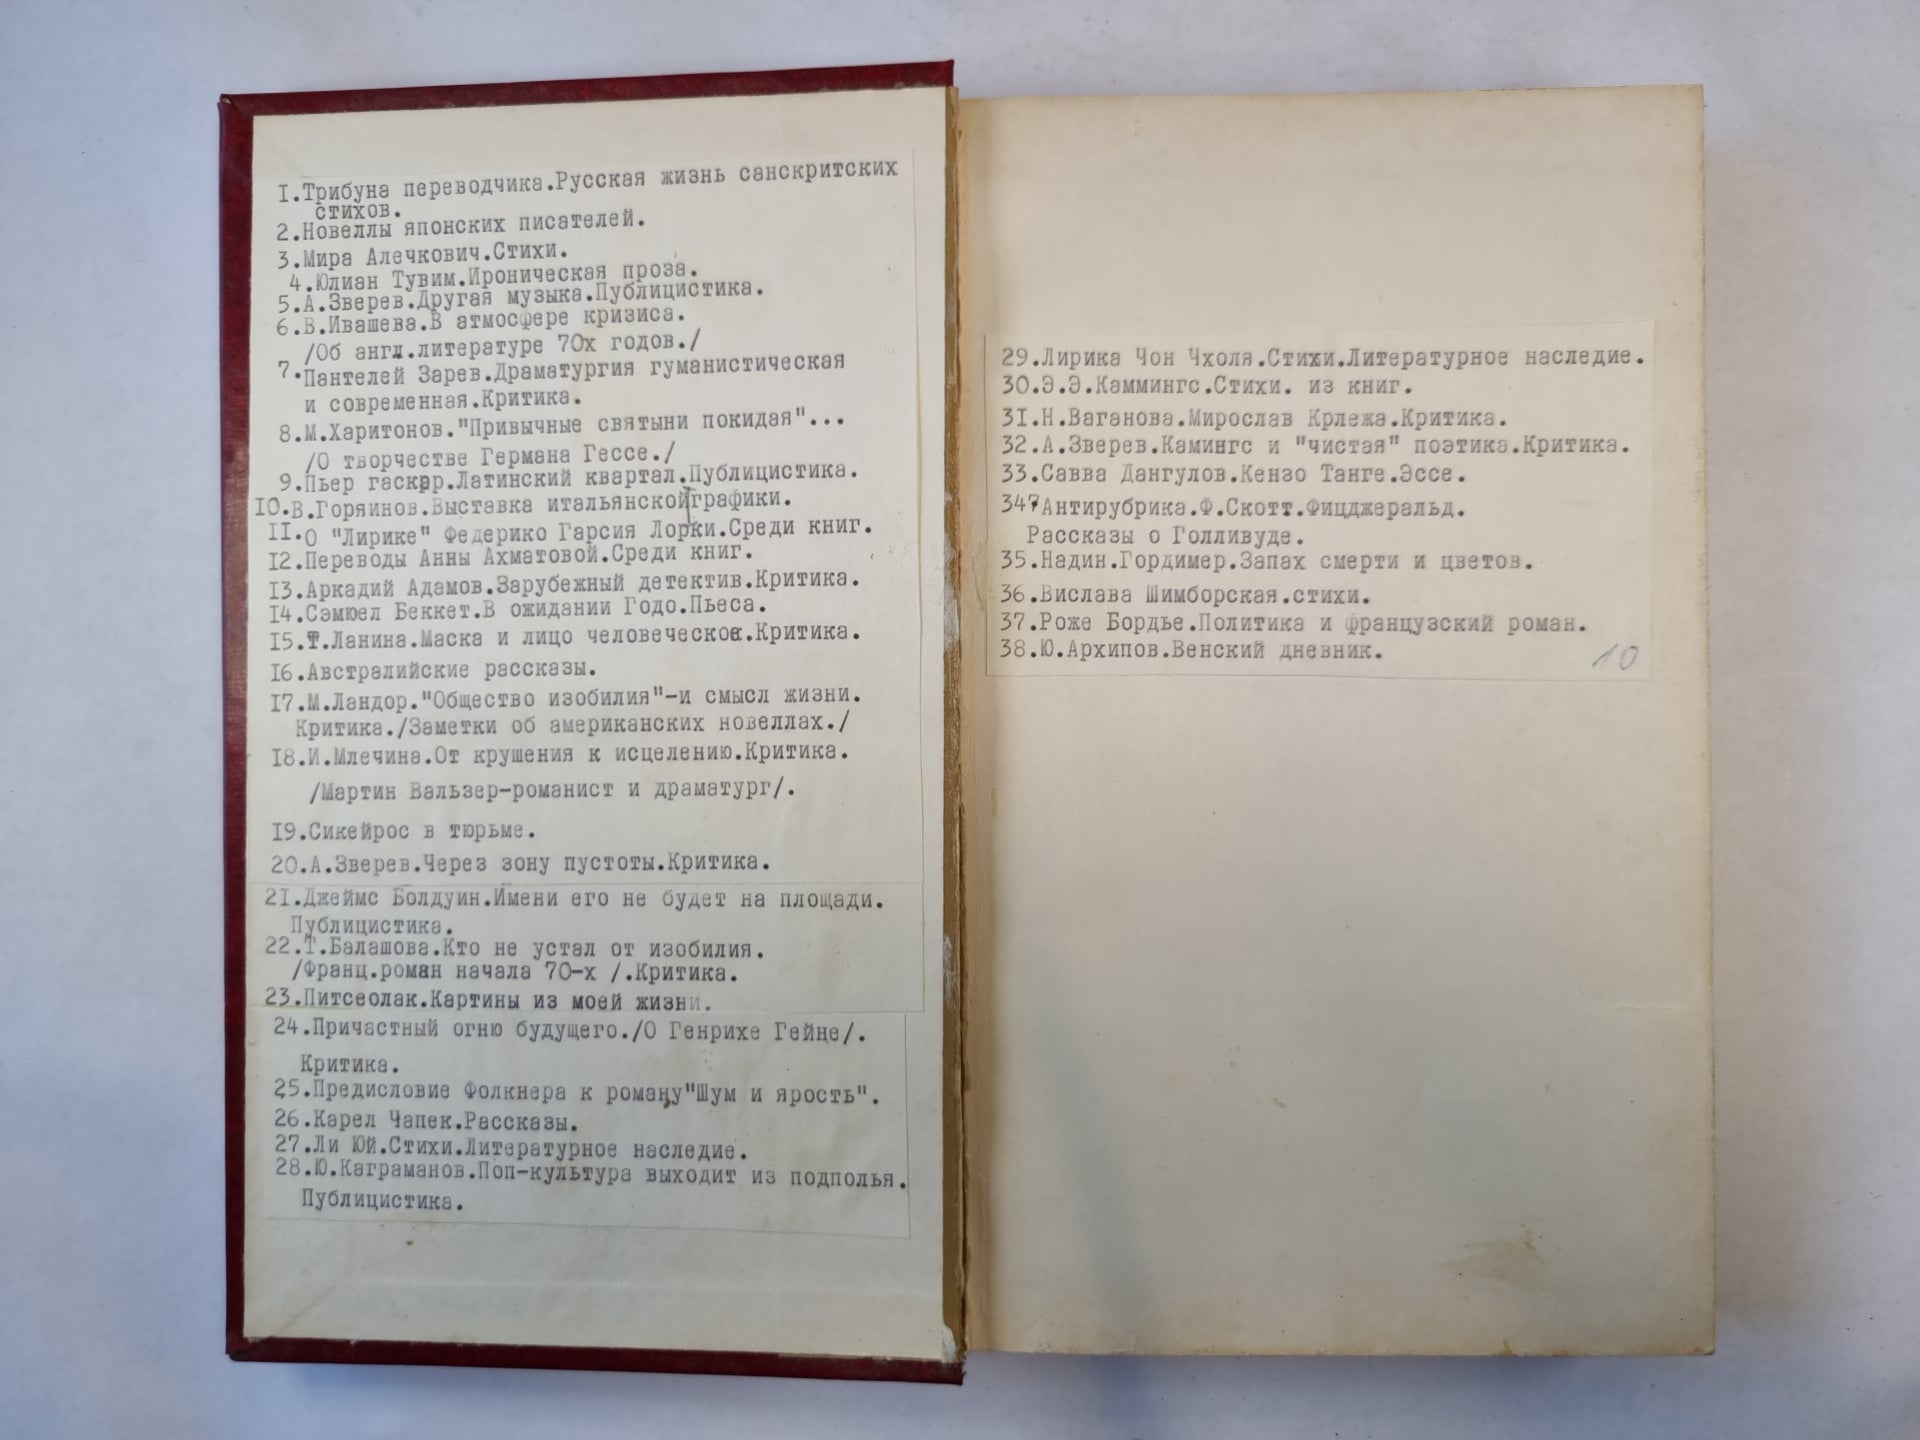 I.Трибуна переводчика.Русская жизнь санскритских
стихов.
2.Новеллы японских писателей.
3.Мира Алечкович.Стихи.
4.Юлиан Тувим.Ироническая проза.
5.А.Зверев.Другая музыка.Публицистика.
6.В.Ивашева.В атмосфере кризиса.
/Об англ.литературе 70х годов./
7.Пантелей Зарев.Драматургия гуманистическая
и современная.Критика.
8.М.Харитонов."Привычные святыни покидая"...
/О творчестве Германа Гессе./
9.Пьер гаскар.Латинский квартал.Публицистика.
IO.В.Горяинов.Выставка итальянской графики.
II.О "Лирике" Федерико Гарсия Лорки.Среди книг.
I2.Переводы Анны Ахматовой.Среди книг.
I3.Аркадий Адамов.Зарубежный детектив.Критика.
I4.Сэмюел Беккет.В ожидании Годо.Пьеса.
I5.Т.Ланина.Маска и лицо человеческое.Критика.
I6.Австралийские рассказы.
I7.М.Ландор."Общество изобилия"-и смысл жизни.
Критика./Заметки об американских новеллах./
I8.И.Млечина.От крушения к исцелению.Критика.
/Мартин Вальзер-романист и драматург/.
I9.Сикейрос в тюрьме.
20.А.Зверев.Через зону пустоты.Критика.
2I.Джеймс Болдуин.Имени его не будет на площади.
Публицистика.
22.Т.Балашова.Кто не устал от изобилия.
/Франц.роман начала 70-х /.Критика.
23.Питсеолак.Картины из моей жизни.
24.Причастный огню будущего./О Генрихе Гейне/.
Критика.
25.Предисловие Фолкнера к роману"Шум и ярость".
26.Карел Чапек.Рассказы.
27.Ли Юй.Стихи.Литературное наследие.
28.Ю.Каграманов.Поп-культура выходит из подполья.
Публицистика.
29.Лирика Чон Чхоля.Стихи.Литературное наследие.
30.Э.Э.Каммингс.Стихи. из книг.
3I.Н.Ваганова.Мирослав Крлежа.Критика.
32.А.Зверев.Камингс и "чистая" поэтика.Критика.
33.Савва Дангулов.Кензо Танге.Эссе.
347Антирубрика.Ф.Скотт.Фицджеральд.
Рассказы о Голливуде.
35.Надин.Гордимер.Запах смерти и цветов.
36.Вислава Шимборская.стихи.
37.Роже Бордье.Политика и французский роман.
38.Ю.Архипов.Венский дневник.
10